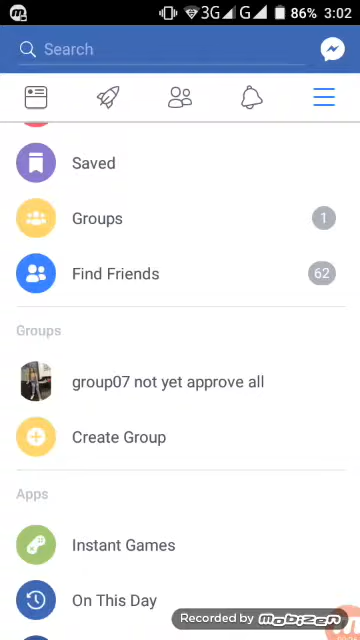 3G G 86% 3:02
Search
Saved
Groups 1
Find Friends 62
Groups
group07 not yet approve all
Create Group
Apps
Instant Games
On This Day
Recorded by Mobizen